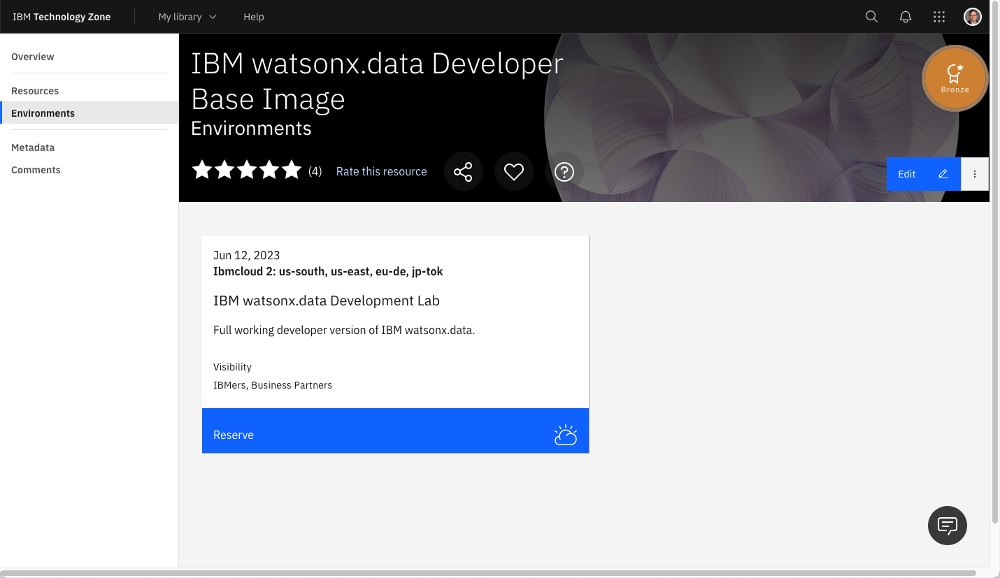 IBM Technology Zone
My library
Help
Overview
Resources
Environments
Metadata
Comments
IBM watsonx.data Developer
Base Image
Environments
Bronze
(4)
Rate this resource
Edit
Jun 12, 2023
Ibmcloud 2: us-south, us-east, eu-de, jp-tok
IBM watsonx.data Development Lab
Full working developer version of IBM watsonx.data.
Visibility
IBMers, Business Partners
Reserve